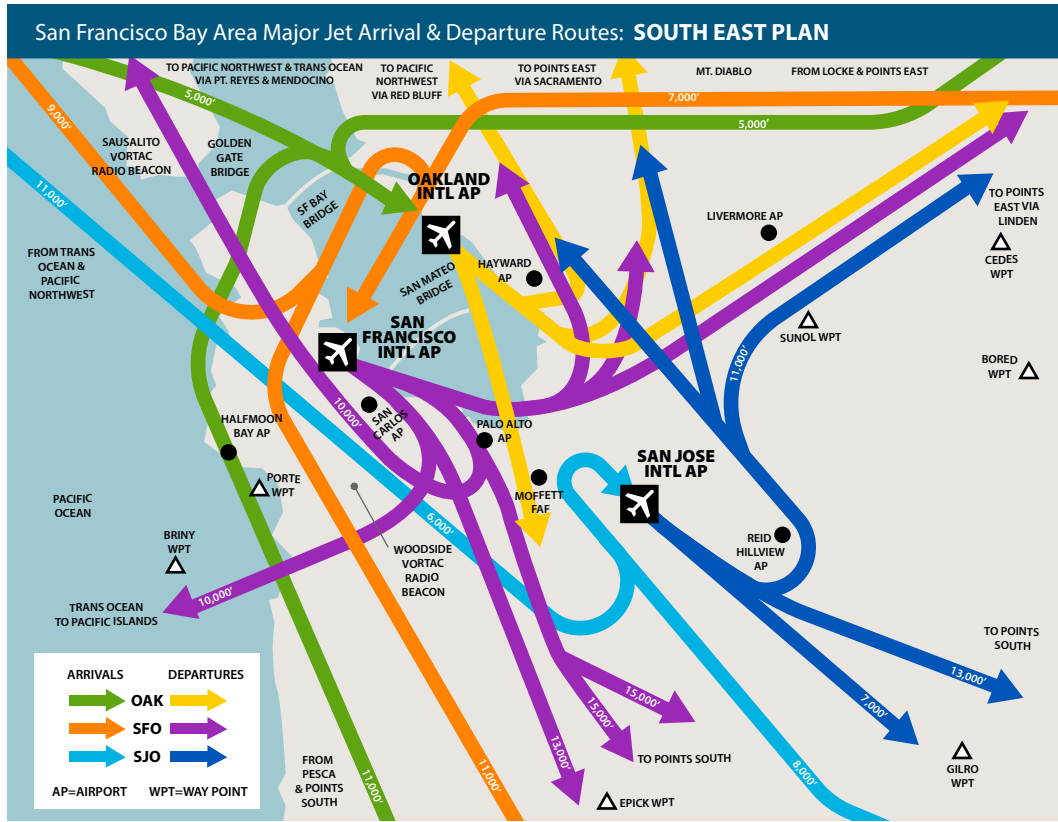 San Francisco Bay Area Major Jet Arrival & Departure Routes: SOUTH EAST PLAN
TO PACIFIC NORTHWEST & TRANS OCEAN
VIA PT. REYES & MENDOCINO
TO PACIFIC
NORTHWEST
VIA RED BLUFF
TO POINTS EAST
VIA SACRAMENTO
MT. DIABLO
FROM LOCKE & POINTS EAST
5,000'
9,000'
7,000'
5,000'
SAUSALITO
VORTAC
RADIO BEACON
GOLDEN
GATE
BRIDGE
11,000'
SF BAY
BRIDGE
OAKLAND
INTL AP
LIVERMORE AP
TO POINTS
EAST VIA
LINDEN
CEDES
WPT
FROM TRANS
OCEAN &
PACIFIC
NORTHWEST
SAN MATEO
BRIDGE
HAYWARD
AP
SAN
FRANCISCO
INTL AP
SUNOL WPT
11,000'
BORED
WPT
10,000'
SAN
CARLOS
AP
HALFMOON
BAY AP
PALO ALTO
AP
SAN JOSE
INTL AP
PORTE
WPT
MOFFETT
FAF
PACIFIC
OCEAN
6,000'
BRINY
WPT
WOODSIDE
VORTAC
RADIO
BEACON
REID
HILLVIEW
AP
10,000'
TRANS OCEAN
TO PACIFIC ISLANDS
TO POINTS
SOUTH
13,000'
15,000'
15,000'
7,000'
13,000'
TO POINTS SOUTH
8,000'
GILRO
WPT
EPICK WPT
11,000'
11,000'
FROM
PESCA
& POINTS
SOUTH
ARRIVALS DEPARTURES
OAK
SFO
SJO
AP=AIRPORT WPT=WAY POINT